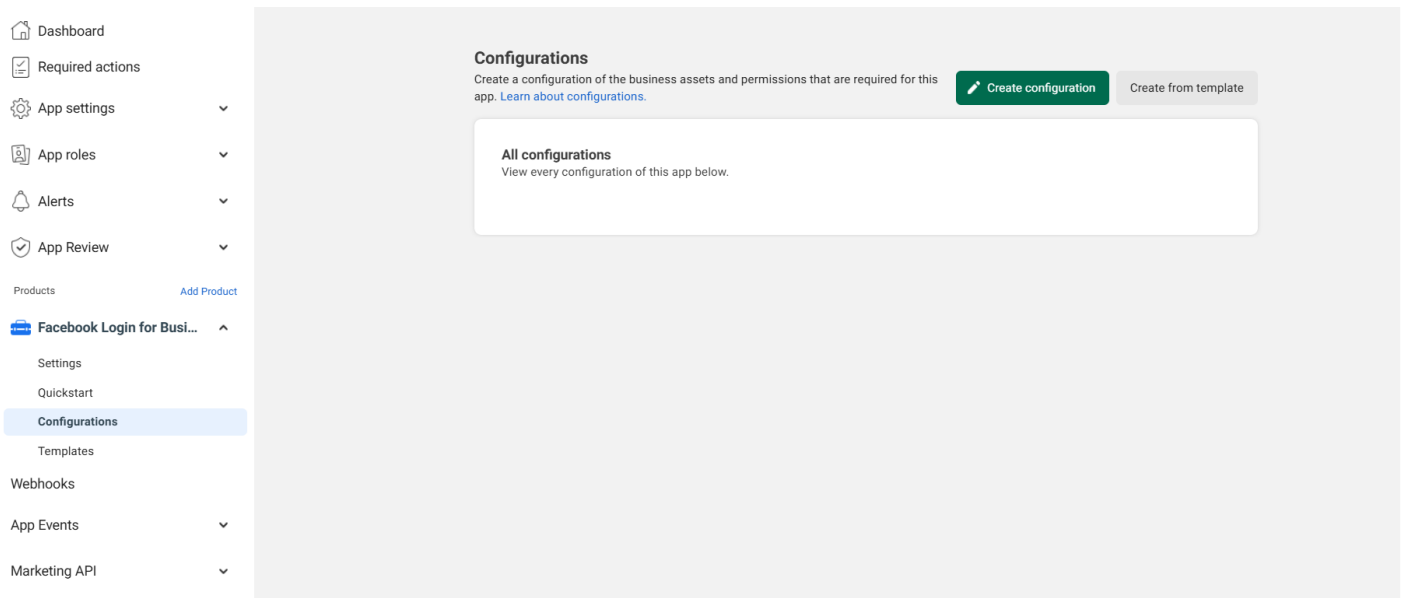 Dashboard
Required actions
App settings
App roles
Alerts
App Review
Products Add Product
Facebook Login for Busi...
Settings
Quickstart
Configurations
Templates
Webhooks
App Events
Marketing API
Configurations
Create a configuration of the business assets and permissions that are required for this
app. Learn about configurations.
Create configuration
Create from template
All configurations
View every configuration of this app below.